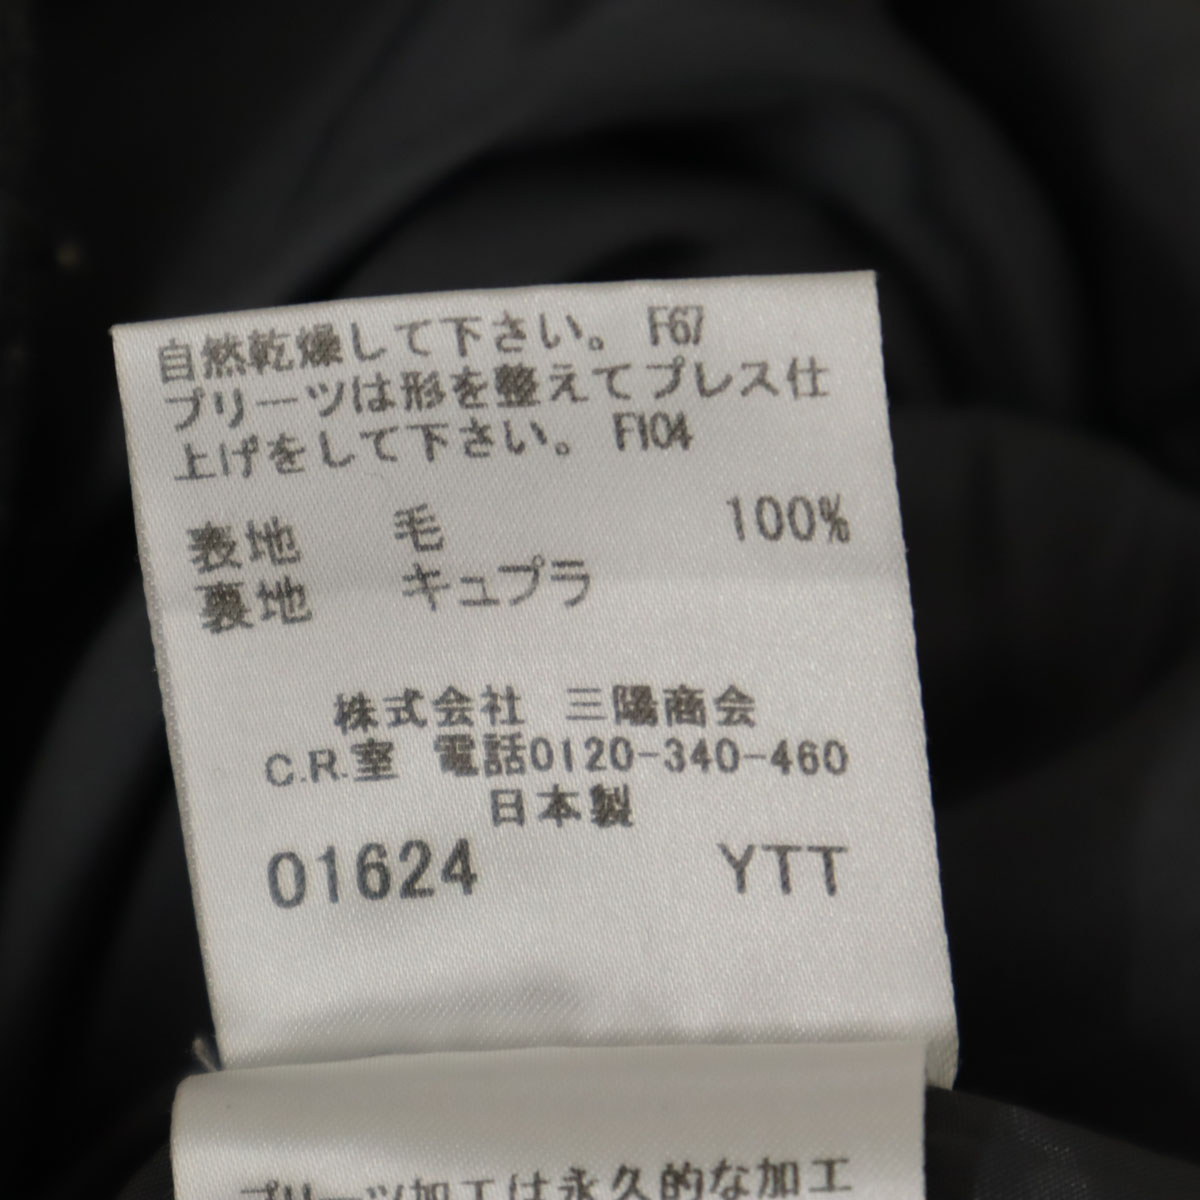 自然乾燥して下さい。 F67
プリーツは形を整えてプレス仕
上げをして下さい。 F104
表地 毛 100%
裏地 キュプラ
株式会社 三陽商会
C.R.室 電話0120-340-460
日本製
01624 YTT
プリーツ加工は永久的な加工